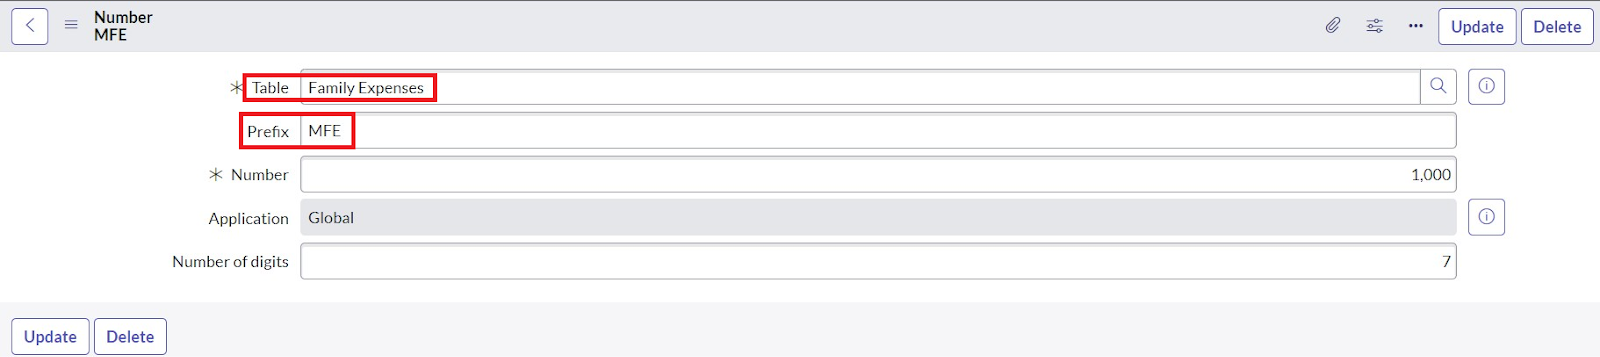 Number
MFE
Update Delete
* Table Family Expenses
Prefix MFE
* Number 1,000
Application Global
Number of digits 7
Update Delete